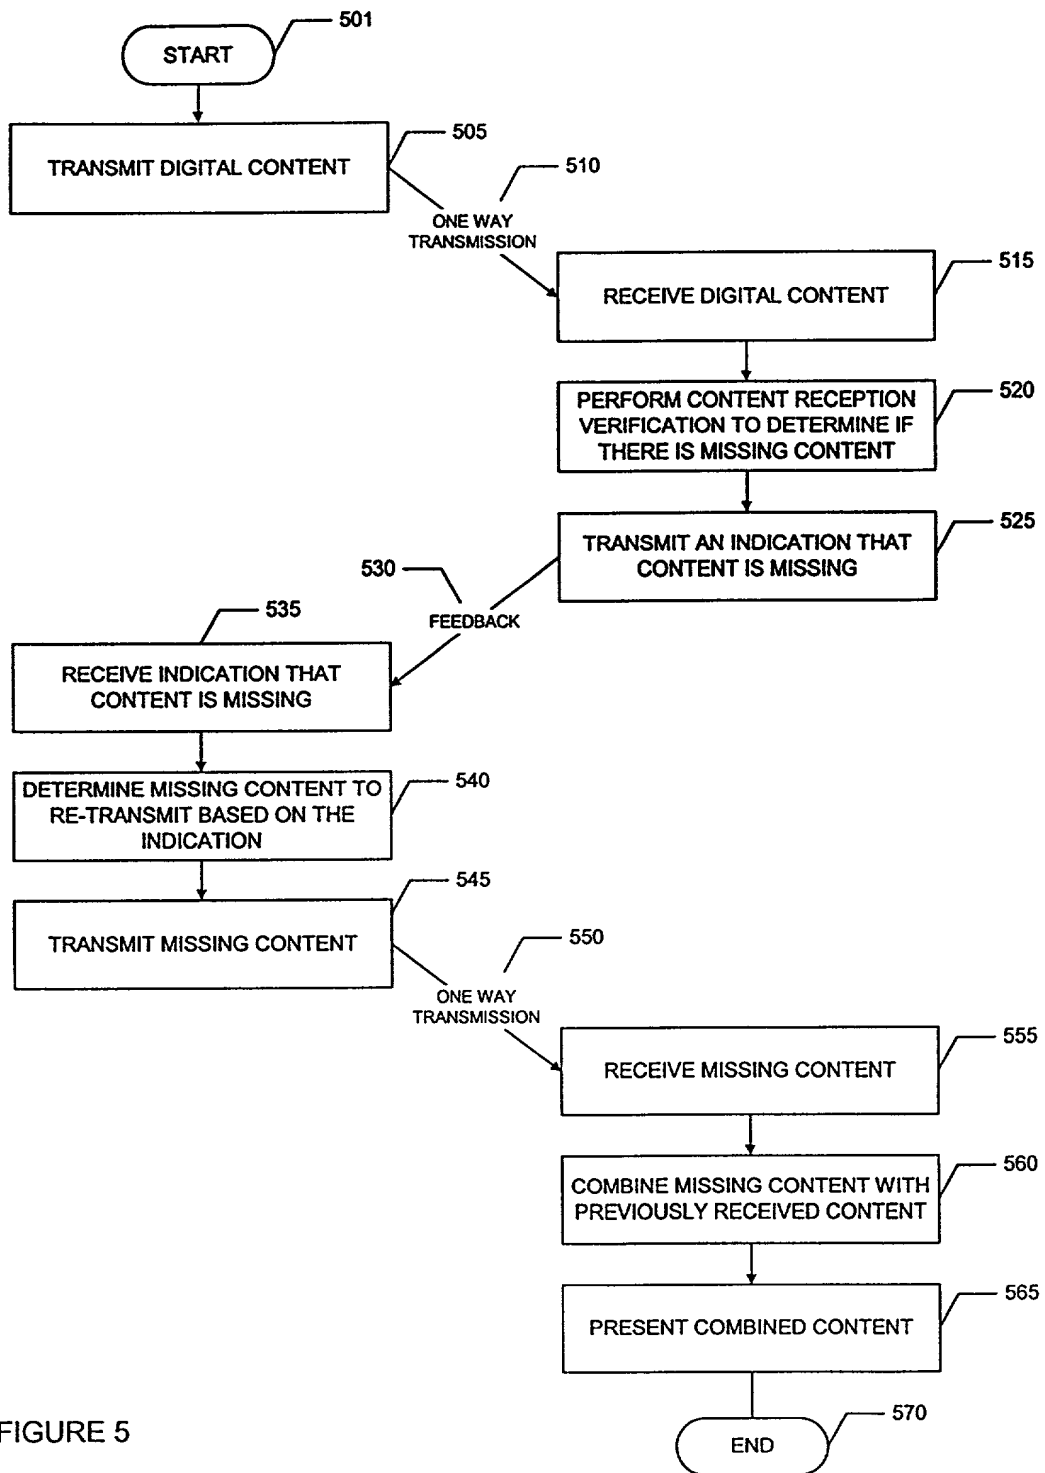 501
START
505
TRANSMIT DIGITAL CONTENT
510
ONE WAY
TRANSMISSION
515
RECEIVE DIGITAL CONTENT
520
PERFORM CONTENT RECEPTION
VERIFICATION TO DETERMINE IF
THERE IS MISSING CONTENT
525
TRANSMIT AN INDICATION THAT
CONTENT IS MISSING
530
FEEDBACK
535
RECEIVE INDICATION THAT
CONTENT IS MISSING
540
DETERMINE MISSING CONTENT TO
RE-TRANSMIT BASED ON THE
INDICATION
545
TRANSMIT MISSING CONTENT
550
ONE WAY
TRANSMISSION
555
RECEIVE MISSING CONTENT
560
COMBINE MISSING CONTENT WITH
PREVIOUSLY RECEIVED CONTENT
565
PRESENT COMBINED CONTENT
570
END
FIGURE 5